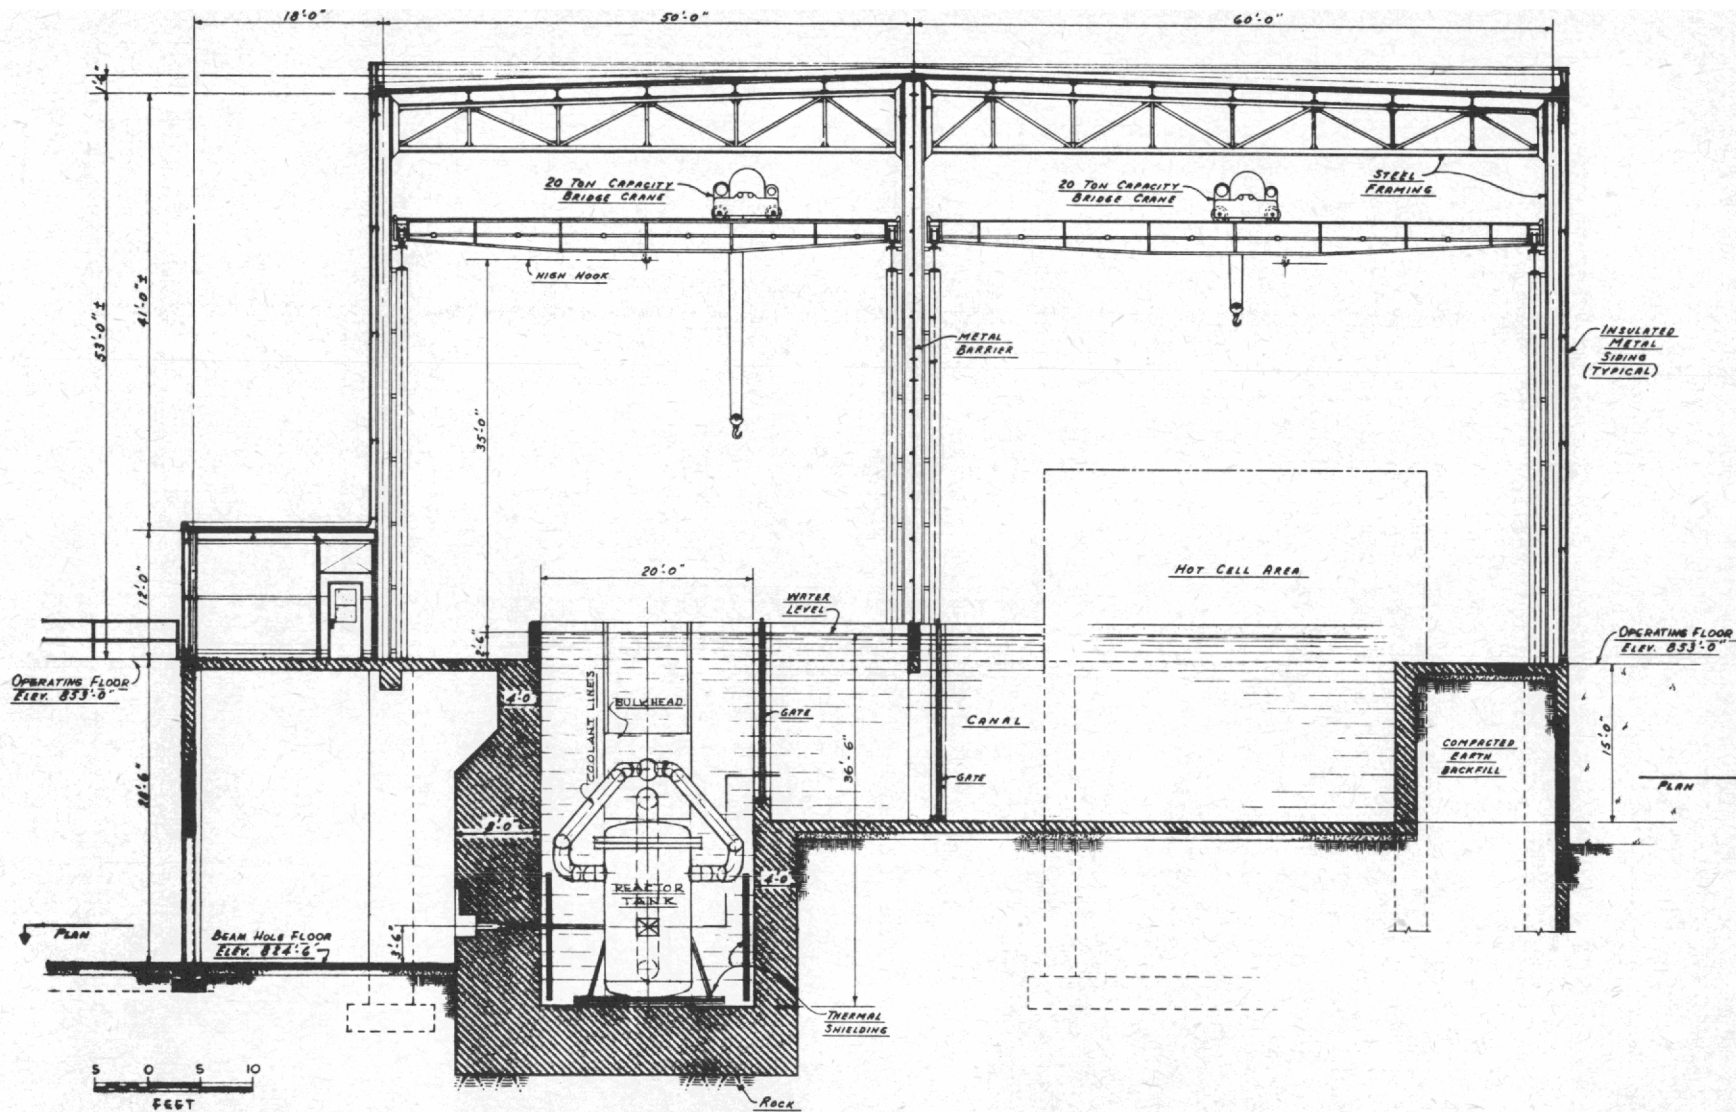 18'-0"
50'-0"
60'-0"
1'-6"
20 TON CAPACITY
BRIDGE CRANE
20 TON CAPACITY
BRIDGE CRANE
STEEL
FRAMING
HIGH HOOK
41'-0" ±
53'-0" ±
METAL
BARRIER
INSULATED
METAL
SIDING
(TYPICAL)
35'-0"
12'-0"
20'-0"
HOT CELL AREA
WATER
LEVEL
2'-6"
OPERATING FLOOR
ELEV. 853'-0"
OPERATING FLOOR
ELEV. 853'-0"
4'-0
COOLANT LINES
BULKHEAD
GATE
CANAL
36'-6"
GATE
COMPACTED
EARTH
BACKFILL
15'-0"
PLAN
28'-6"
8'-0"
REACTOR
TANK
4'-0
PLAN
BEAM HOLE FLOOR
ELEV. 824'-6"
3'-6"
THERMAL
SHIELDING
5 0 5 10
FEET
ROCK